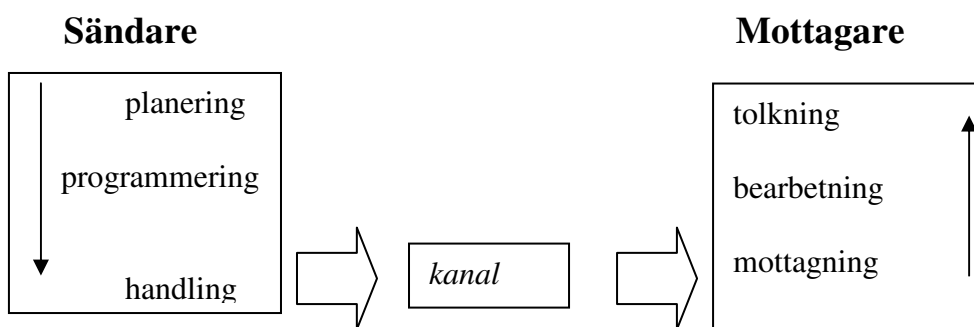 Sändare
planering
programmering
handling
kanal
Mottagare
tolkning
bearbetning
mottagning